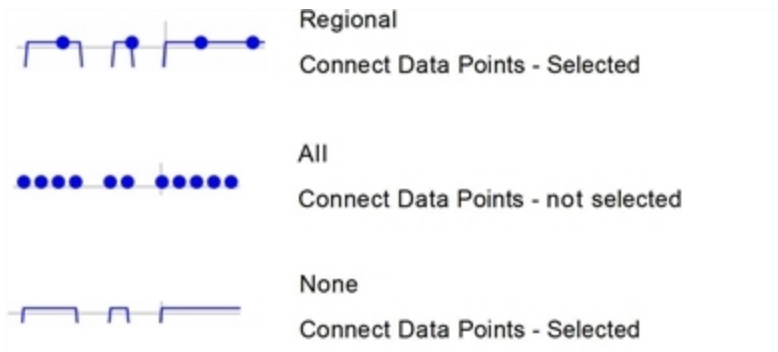 Regional
Connect Data Points - Selected
All
Connect Data Points - not selected
None
Connect Data Points - Selected